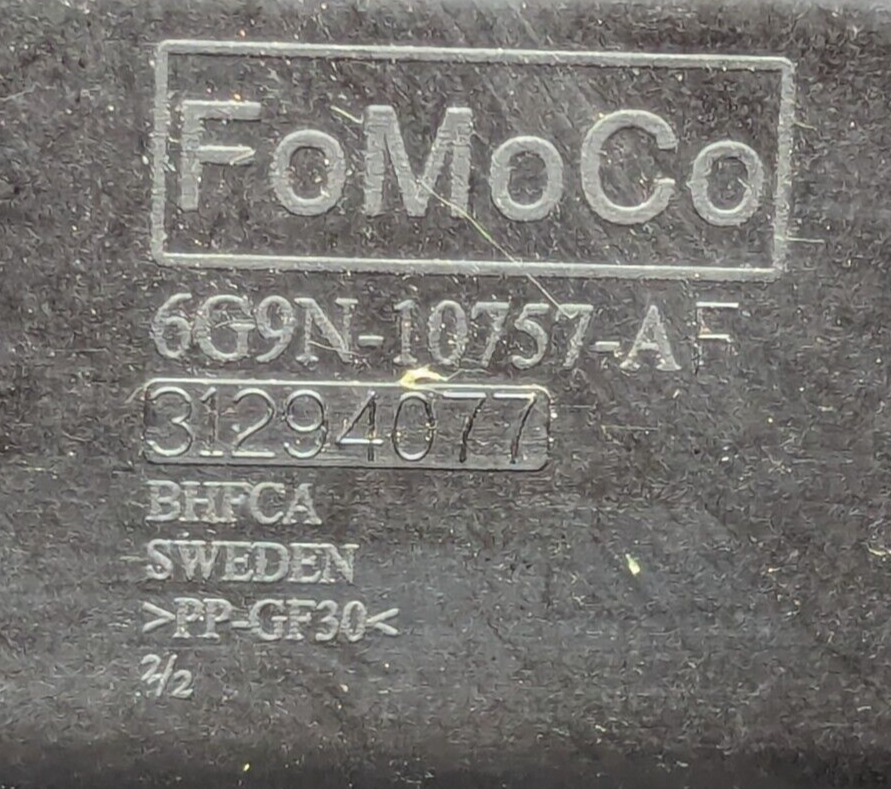 FoMoCo
6G9N-10757-AF
31294077
BHFCA
SWEDEN
>PP-GF30<
2/2